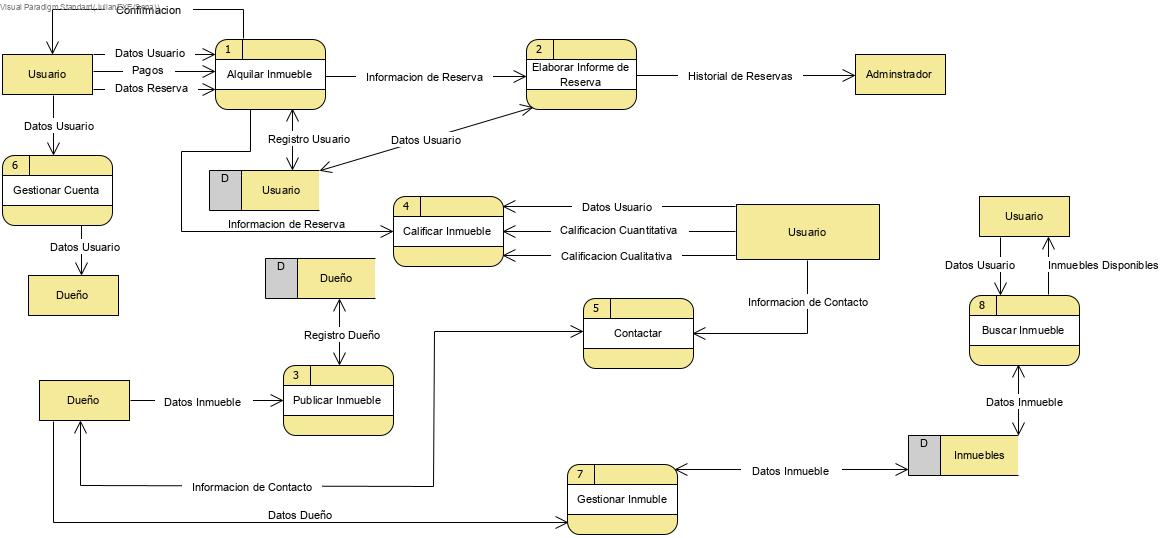 Visual Paradigm Standard(
Confirmacion
Usuario
Datos Usuario
Pagos
Datos Reserva
1
Alquilar Inmueble
Informacion de Reserva
2
Elaborar Informe de
Reserva
Historial de Reservas
Adminstrador
Datos Usuario
Registro Usuario
Datos Usuario
6
Gestionar Cuenta
D
Usuario
Datos Usuario
Dueño
Informacion de Reserva
4
Calificar Inmueble
Datos Usuario
Calificacion Cuantitativa
Calificacion Cualitativa
Usuario
Usuario
Datos Usuario
Inmuebles Disponibles
D
Dueño
Registro Dueño
5
Contactar
Informacion de Contacto
8
Buscar Inmueble
Dueño
Datos Inmueble
3
Publicar Inmueble
Datos Inmueble
D
Inmuebles
Informacion de Contacto
7
Gestionar Inmuble
Datos Inmueble
Datos Dueño